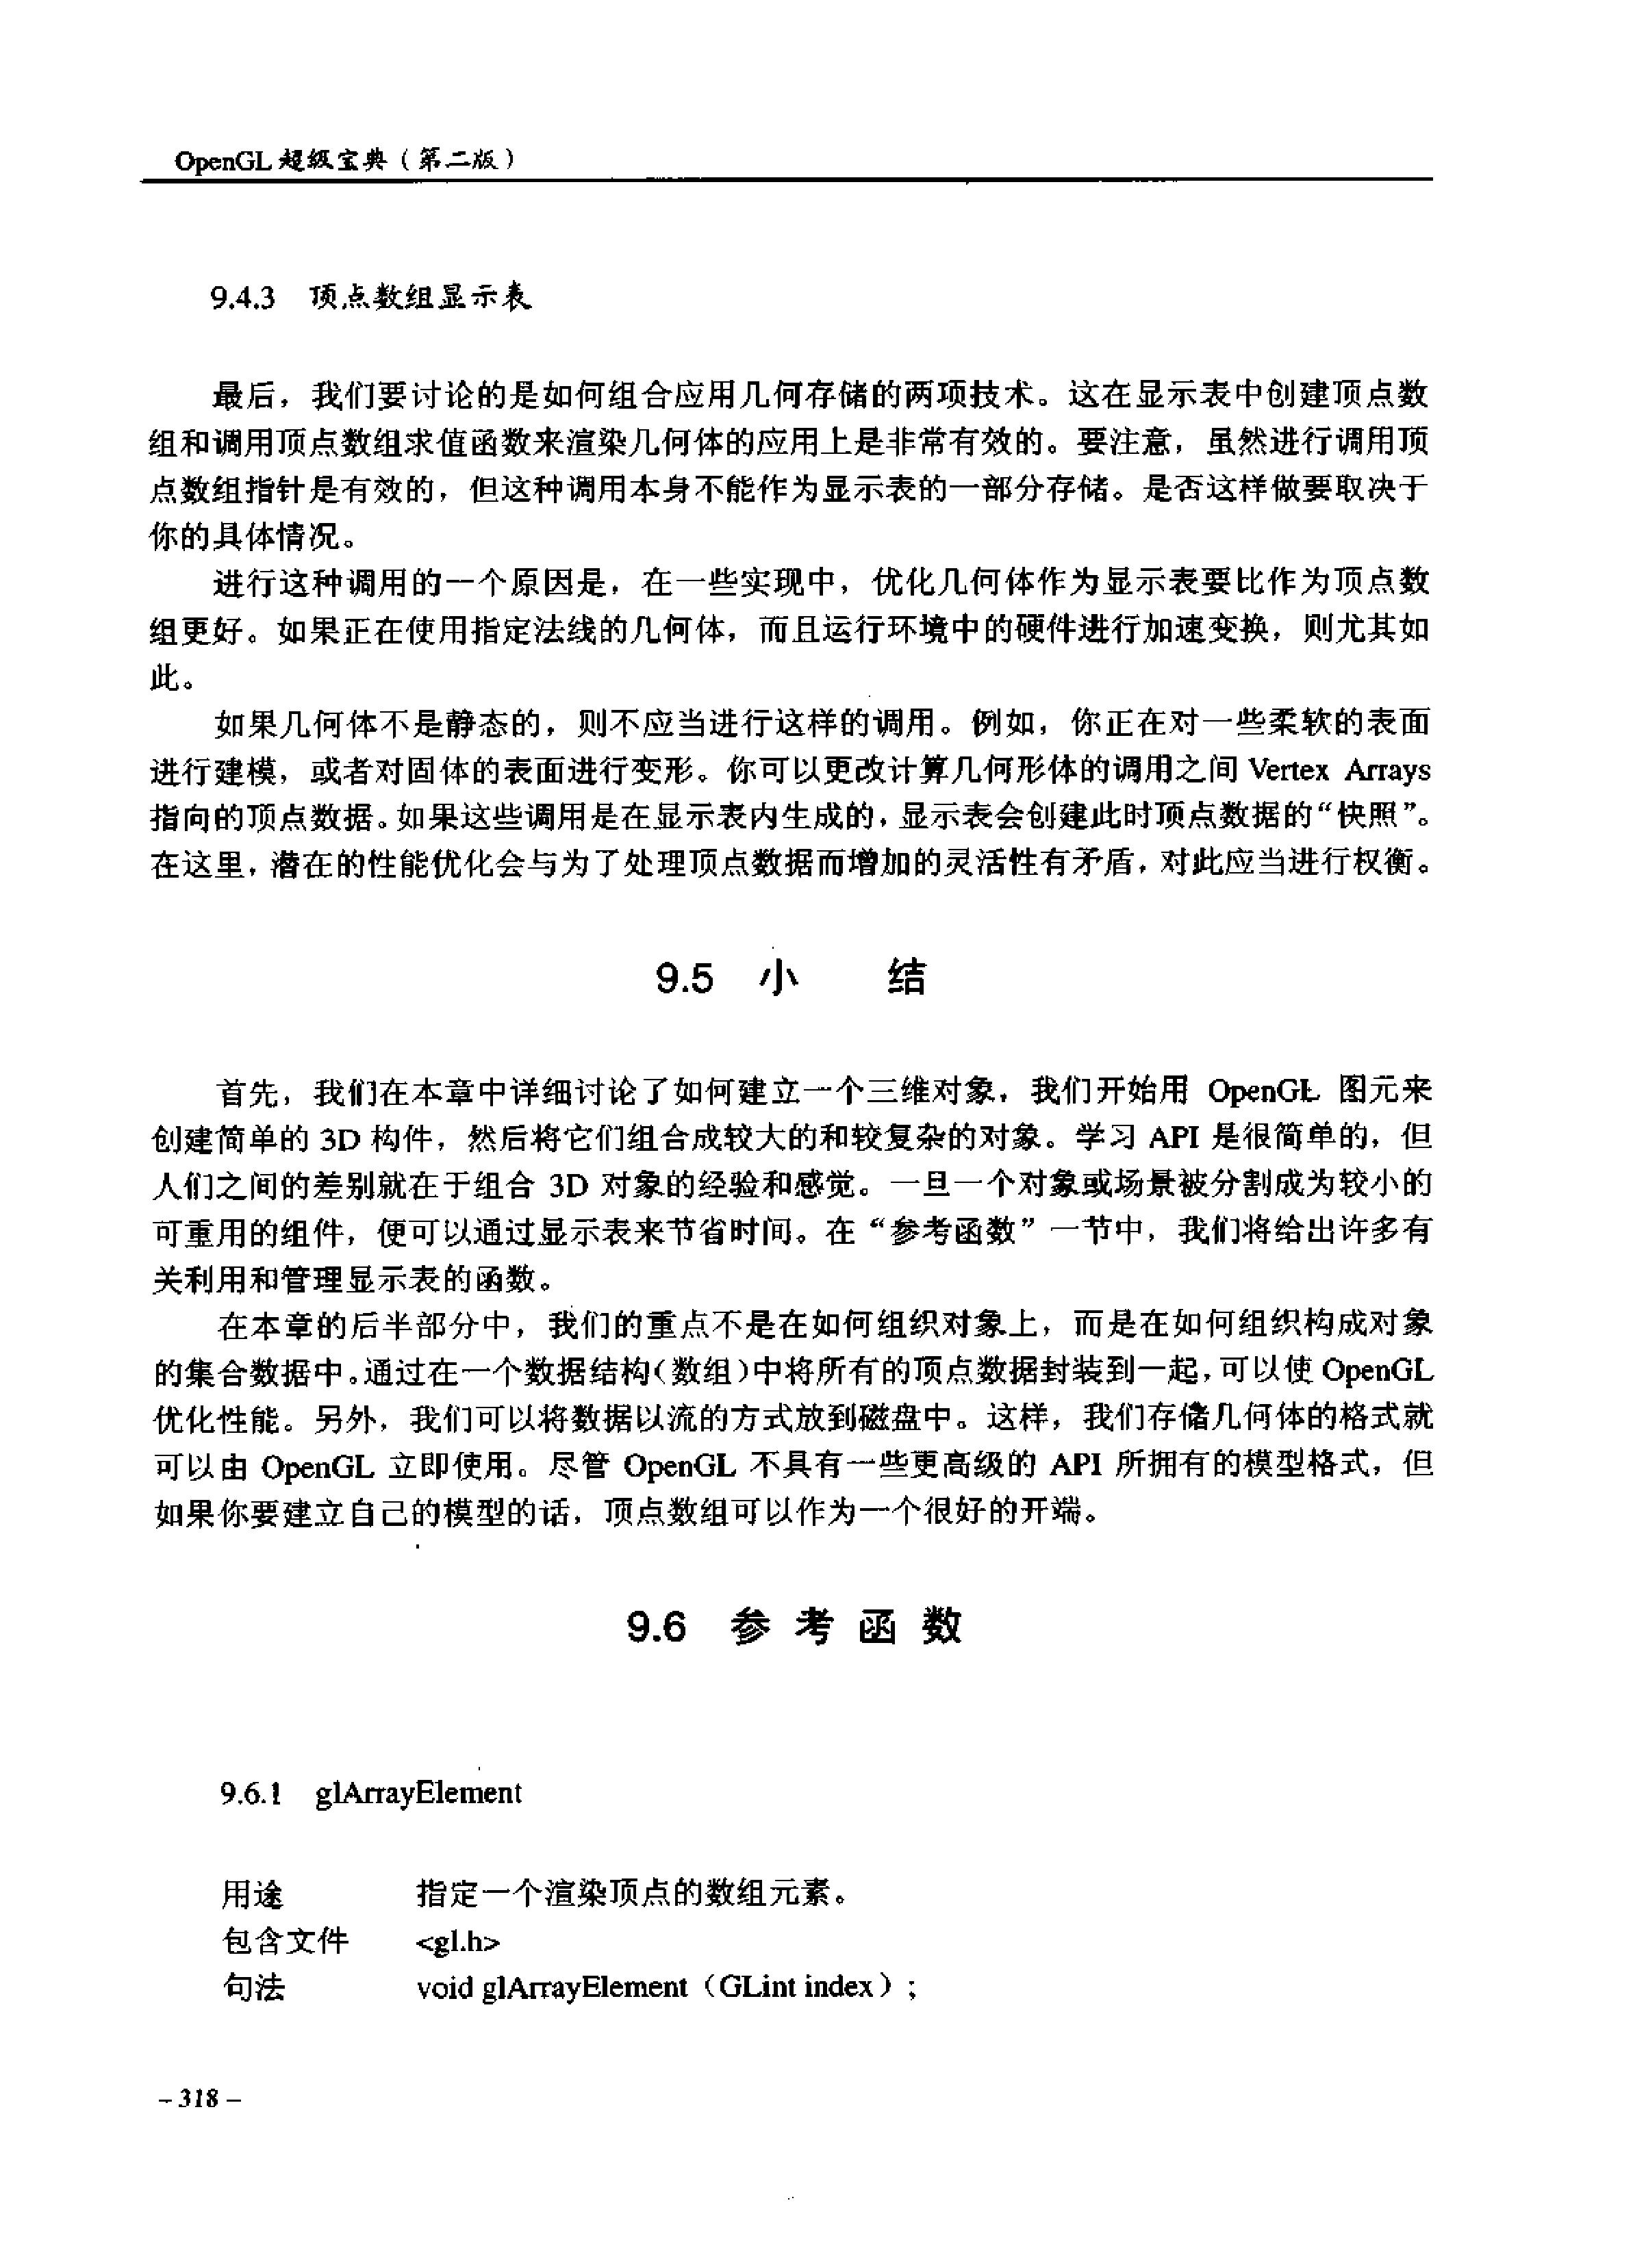 OpenGL 超级宝典（第二版）
9.4.3 顶点数组显示表
最后，我们要讨论的是如何组合应用几何存储的两项技术。这在显示表中创建顶点数
组和调用顶点数组求值函数来渲染几何体的应用上是非常有效的。要注意，虽然进行调用顶
点数组指针是有效的，但这种调用本身不能作为显示表的一部分存储。是否这样做要取决于
你的具体情况。
进行这种调用的一个原因是，在一些实现中，优化几何体作为显示表要比作为顶点数
组更好。如果正在使用指定法线的几何体，而且运行环境中的硬件进行加速变换，则尤其如
此。
如果几何体不是静态的，则不应当进行这样的调用。例如，你正在对一些柔软的表面
进行建模，或者对固体的表面进行变形。你可以更改计算几何形体的调用之间 Vertex Arrays
指向的顶点数据。如果这些调用是在显示表内生成的，显示表会创建此时顶点数据的“快照”。
在这里，潜在的性能优化会与为了处理顶点数据而增加的灵活性有矛盾，对此应当进行权衡。
9.5 小 结
首先，我们在本章中详细讨论了如何建立一个三维对象，我们开始用 OpenGL 图元来
创建简单的 3D 构件，然后将它们组合成较大的和较复杂的对象。学习 API 是很简单的，但
人们之间的差别就在于组合 3D 对象的经验和感觉。一旦一个对象或场景被分割成为较小的
可重用的组件，便可以通过显示表来节省时间。在“参考函数”一节中，我们将给出许多有
关利用和管理显示表的函数。
在本章的后半部分中，我们的重点不是在如何组织对象上，而是在如何组织构成对象
的集合数据中。通过在一个数据结构（数组）中将所有的顶点数据封装到一起，可以使 OpenGL
优化性能。另外，我们可以将数据以流的方式放到磁盘中。这样，我们存储几何体的格式就
可以由 OpenGL 立即使用。尽管 OpenGL 不具有一些更高级的 API 所拥有的模型格式，但
如果你要建立自己的模型的话，顶点数组可以作为一个很好的开端。
9.6 参 考 函 数
9.6.1 glArrayElement
用途 指定一个渲染顶点的数组元素。
包含文件 <gl.h>
句法 void glArrayElement（GLint index）;
– 318 –